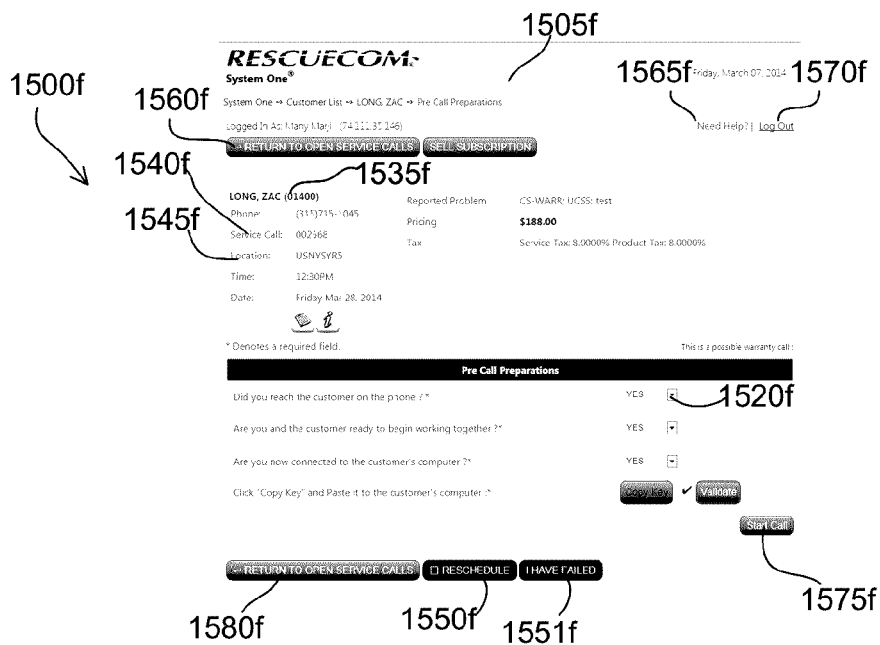 1505f
RESCUECOM
System One®
1500f
1565f
Friday, March 07, 2014
1570f
1560f
System One → Customer List → LONG, ZAC → Pre Call Preparations
Logged In As: Many Margi
Need Help? | Log Out
RETURN TO OPEN SERVICE CALLS SELL SUBSCRIPTION
1540f
1535f
LONG, ZAC (01400)
Reported Problem CS-WARR: UCSS: test
1545f
Phone: (315)715-1045
Pricing $188.00
Service Call: 002568
Tax Service Tax: 8.0000% Product Tax: 8.0000%
Location: USNYSYR5
Time: 12:30PM
Date: Friday Mar 28, 2014
* Denotes a required field. This is a possible warranty call
Pre Call Preparations
Did you reach the customer on the phone ?* YES
1520f
Are you and the customer ready to begin working together ?* YES
Are you now connected to the customer's computer ?* YES
Click "Copy Key" and Paste it to the customer's computer :* Copy Key Validate
Start Call
RETURN TO OPEN SERVICE CALLS RESCHEDULE I HAVE FAILED
1575f
1580f
1550f
1551f